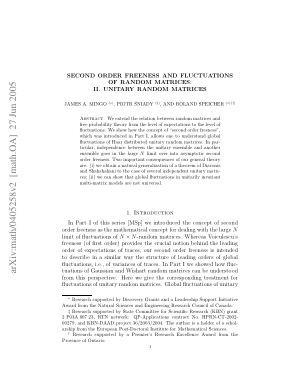 SECOND ORDER FREENESS AND FLUCTUATIONS
OF RANDOM MATRICES:
II. UNITARY RANDOM MATRICES
JAMES A. MINGO (∗), PIOTR ŚNIADY (‡), AND ROLAND SPEICHER (∗)(†)
Abstract. We extend the relation between random matrices and
free probability theory from the level of expectations to the level of
fluctuations. We show how the concept of "second order freeness",
which was introduced in Part I, allows one to understand global
fluctuations of Haar distributed unitary random matrices. In par-
ticular, independence between the unitary ensemble and another
ensemble goes in the large N limit over into asymptotic second
order freeness. Two important consequences of our general theory
are: (i) we obtain a natural generalization of a theorem of Diaconis
and Shahshahani to the case of several independent unitary matri-
ces; (ii) we can show that global fluctuations in unitarily invariant
multi-matrix models are not universal.
1. Introduction
In Part I of this series [MSp] we introduced the concept of second
order freeness as the mathematical concept for dealing with the large N
limit of fluctuations of N × N-random matrices. Whereas Voiculescu's
freeness (of first order) provides the crucial notion behind the leading
order of expectations of traces, our second order freeness is intended
to describe in a similar way the structure of leading orders of global
fluctuations, i.e., of variances of traces. In Part I we showed how fluc-
tuations of Gaussian and Wishart random matrices can be understood
from this perspective. Here we give the corresponding treatment for
fluctuations of unitary random matrices. Global fluctuations of unitary
∗ Research supported by Discovery Grants and a Leadership Support Initiative
Award from the Natural Sciences and Engineering Research Council of Canada.
‡ Research supported by State Committee for Scientific Research (KBN) grant
2 P03A 007 23, RTN network: QP-Applications contract No. HPRN-CT-2002-
00279, and KBN-DAAD project 36/2003/2004. The author is a holder of a schol-
arship from the European Post-Doctoral Institute for Mathematical Sciences.
† Research supported by a Premier's Research Excellence Award from the
Province of Ontario.
1
arXiv:math/0405258v2 [math.OA] 27 Jun 2005